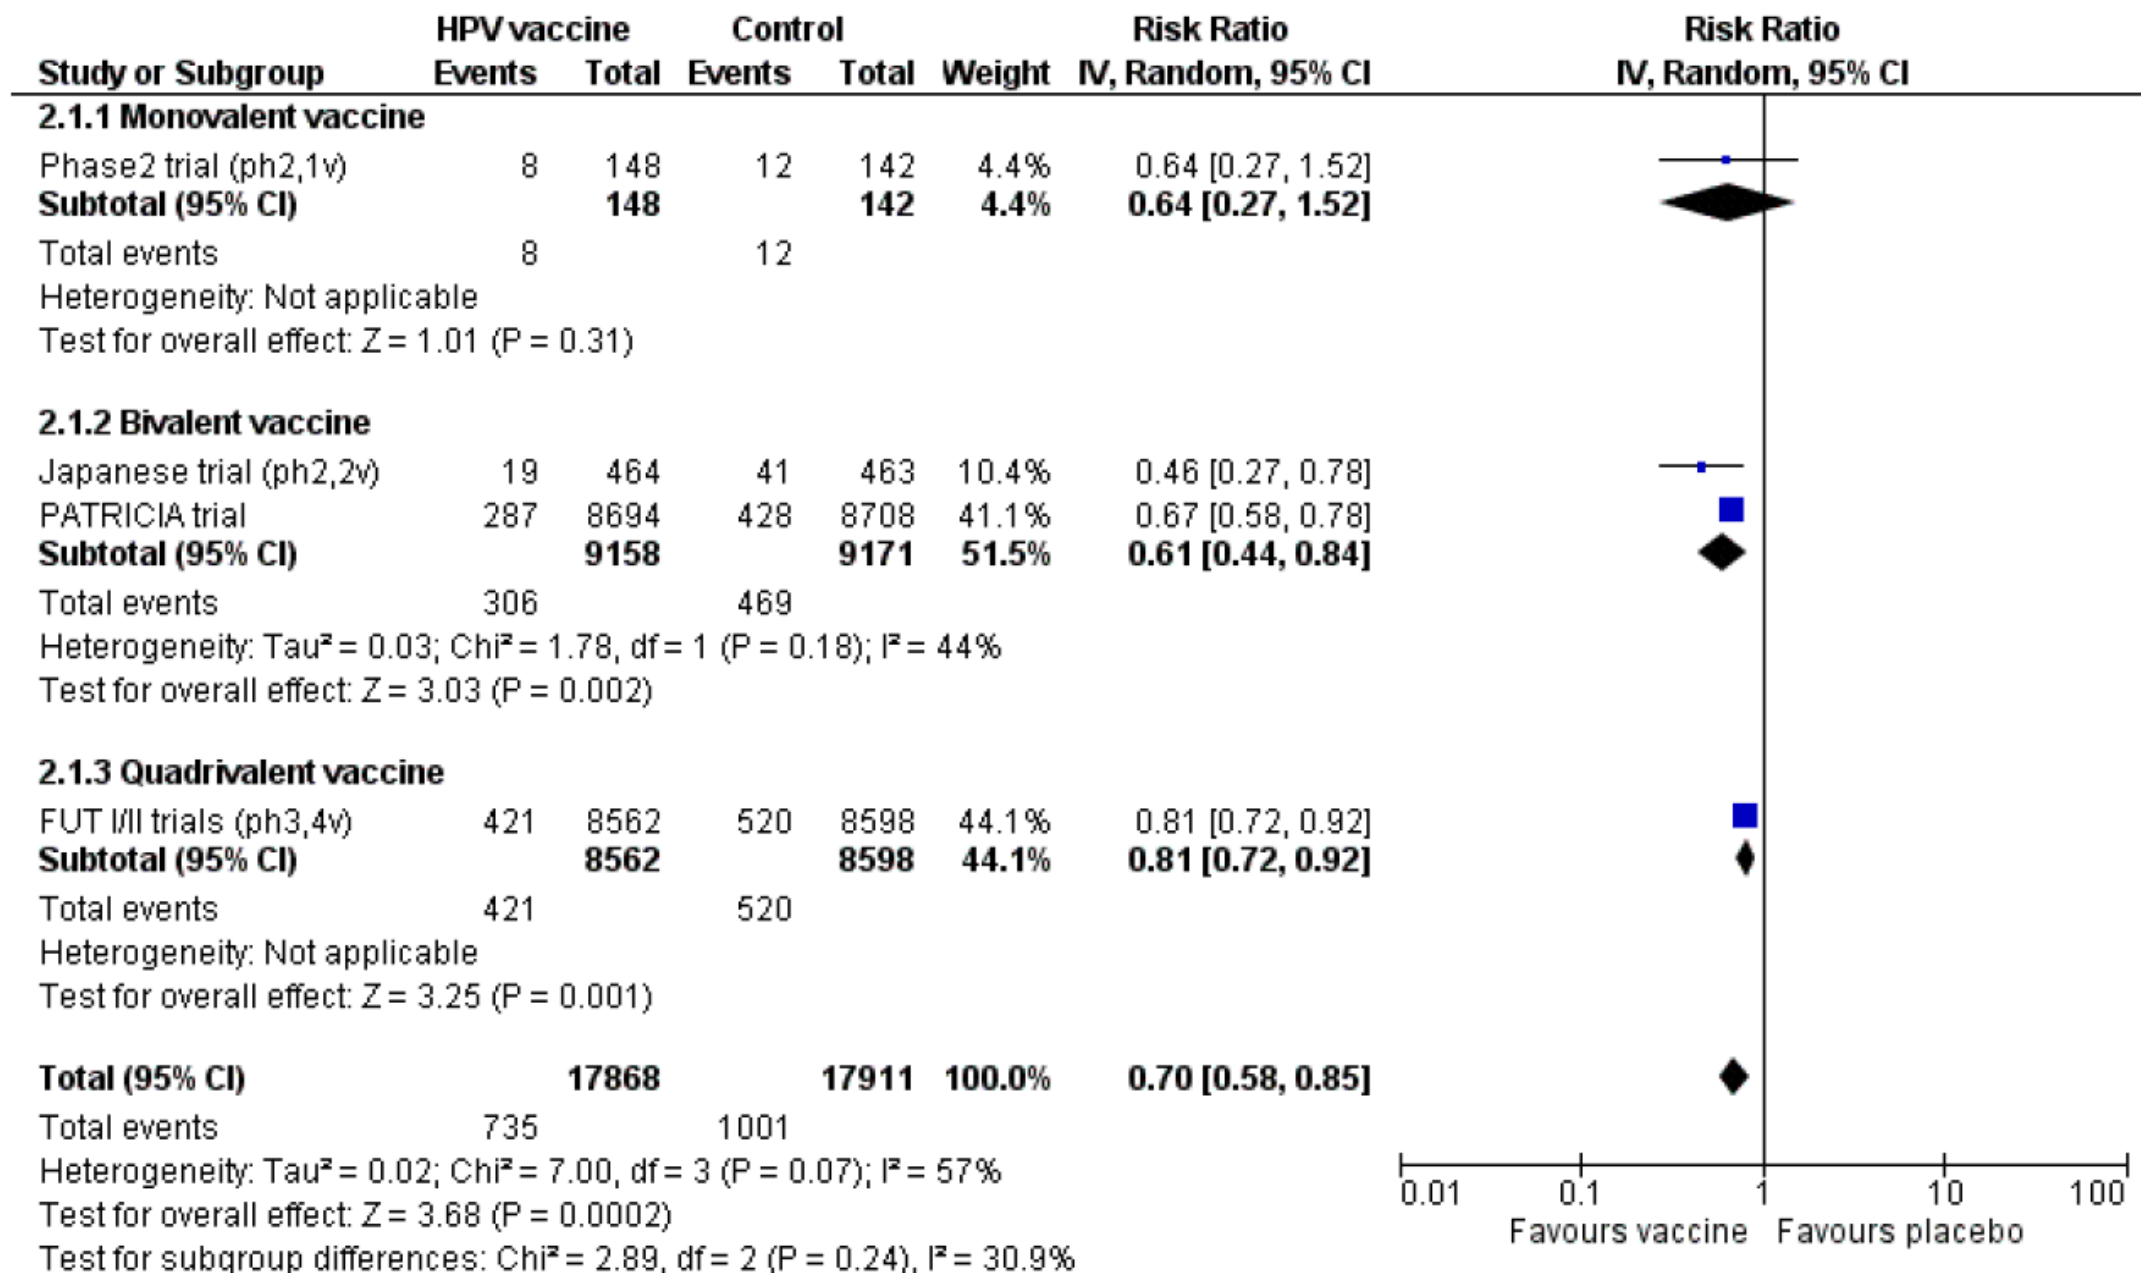 HPV vaccine Control Risk Ratio Risk Ratio
Study or Subgroup Events Total Events Total Weight IV, Random, 95% CI IV, Random, 95% CI
2.1.1 Monovalent vaccine
Phase2 trial (ph2,1v) 8 148 12 142 4.4% 0.64 [0.27, 1.52]
Subtotal (95% CI) 148 142 4.4% 0.64 [0.27, 1.52]
Total events 8 12
Heterogeneity: Not applicable
Test for overall effect: Z = 1.01 (P = 0.31)
2.1.2 Bivalent vaccine
Japanese trial (ph2,2v) 19 464 41 463 10.4% 0.46 [0.27, 0.78]
PATRICIA trial 287 8694 428 8708 41.1% 0.67 [0.58, 0.78]
Subtotal (95% CI) 9158 9171 51.5% 0.61 [0.44, 0.84]
Total events 306 469
Heterogeneity: Tau² = 0.03; Chi² = 1.78, df = 1 (P = 0.18); I² = 44%
Test for overall effect: Z = 3.03 (P = 0.002)
2.1.3 Quadrivalent vaccine
FUT I/II trials (ph3,4v) 421 8562 520 8598 44.1% 0.81 [0.72, 0.92]
Subtotal (95% CI) 8562 8598 44.1% 0.81 [0.72, 0.92]
Total events 421 520
Heterogeneity: Not applicable
Test for overall effect: Z = 3.25 (P = 0.001)
Total (95% CI) 17868 17911 100.0% 0.70 [0.58, 0.85]
Total events 735 1001
Heterogeneity: Tau² = 0.02; Chi² = 7.00, df = 3 (P = 0.07); I² = 57%
Test for overall effect: Z = 3.68 (P = 0.0002)
Test for subgroup differences: Chi² = 2.89, df = 2 (P = 0.24), I² = 30.9%
0.01 0.1 1 10 100
Favours vaccine Favours placebo